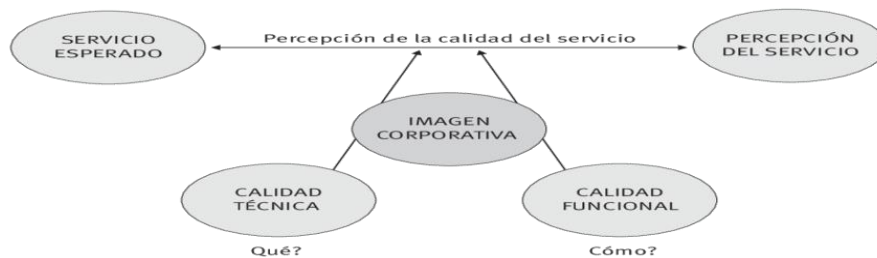 SERVICIO
ESPERADO
Percepción de la calidad del servicio
PERCEPCIÓN
DEL SERVICIO
IMAGEN
CORPORATIVA
CALIDAD
TÉCNICA
CALIDAD
FUNCIONAL
Qué?
Cómo?